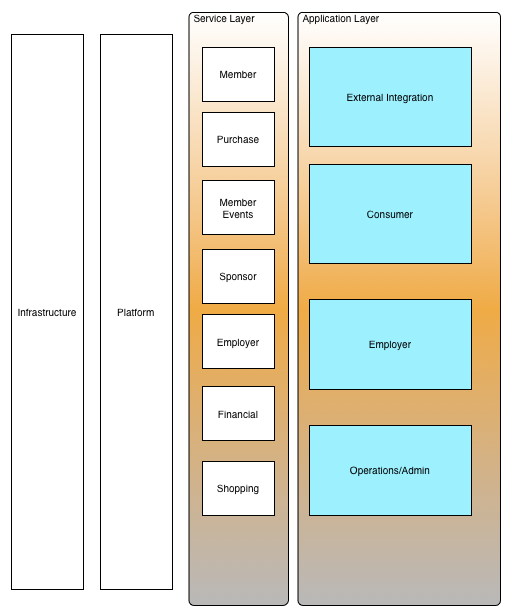 Service Layer
Application Layer
Member
External Integration
Purchase
Member
Events
Consumer
Sponsor
Infrastructure
Platform
Employer
Employer
Financial
Operations/Admin
Shopping